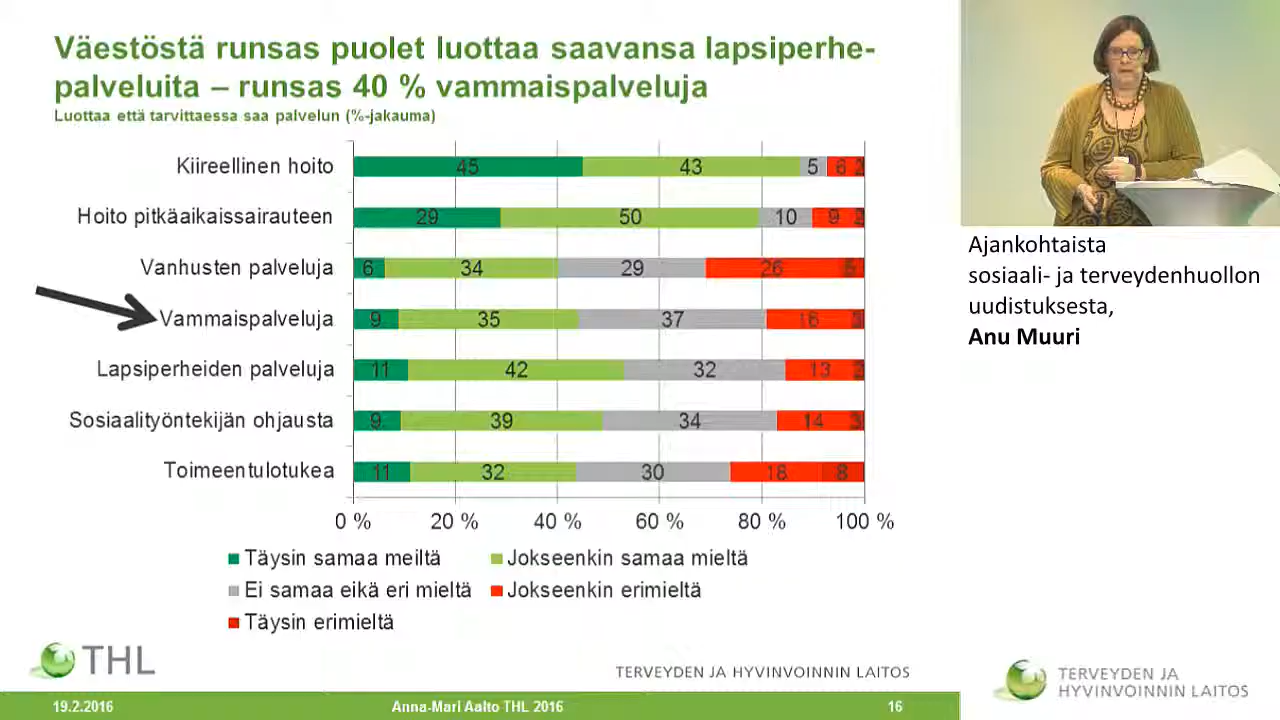 Väestöstä runsas puolet luottaa saavansa lapsiperhe-
palveluita – runsas 40 % vammaispalveluja
Luottaa että tarvittaessa saa palvelun (%-jakauma)
Kiireellinen hoito 45 43 5 6 2
Hoito pitkäaikaissairauteen 29 50 10 9 2
Vanhusten palveluja 6 34 29 26 5
Vammaispalveluja 9 35 37 16 3
Lapsiperheiden palveluja 11 42 32 13 2
Sosiaalityöntekijän ohjausta 9 39 34 14 3
Toimeentulotukea 11 32 30 18 8
0 % 20 % 40 % 60 % 80 % 100 %
Täysin samaa meiltä Jokseenkin samaa mieltä
Ei samaa eikä eri mieltä Jokseenkin erimieltä
Täysin erimieltä
THL
TERVEYDEN JA HYVINVOINNIN LAITOS
19.2.2016 Anna-Mari Aalto THL 2016 16
Ajankohtaista
sosiaali- ja terveydenhuollon
uudistuksesta,
Anu Muuri
TERVEYDEN JA
HYVINVOINNIN LAITOS